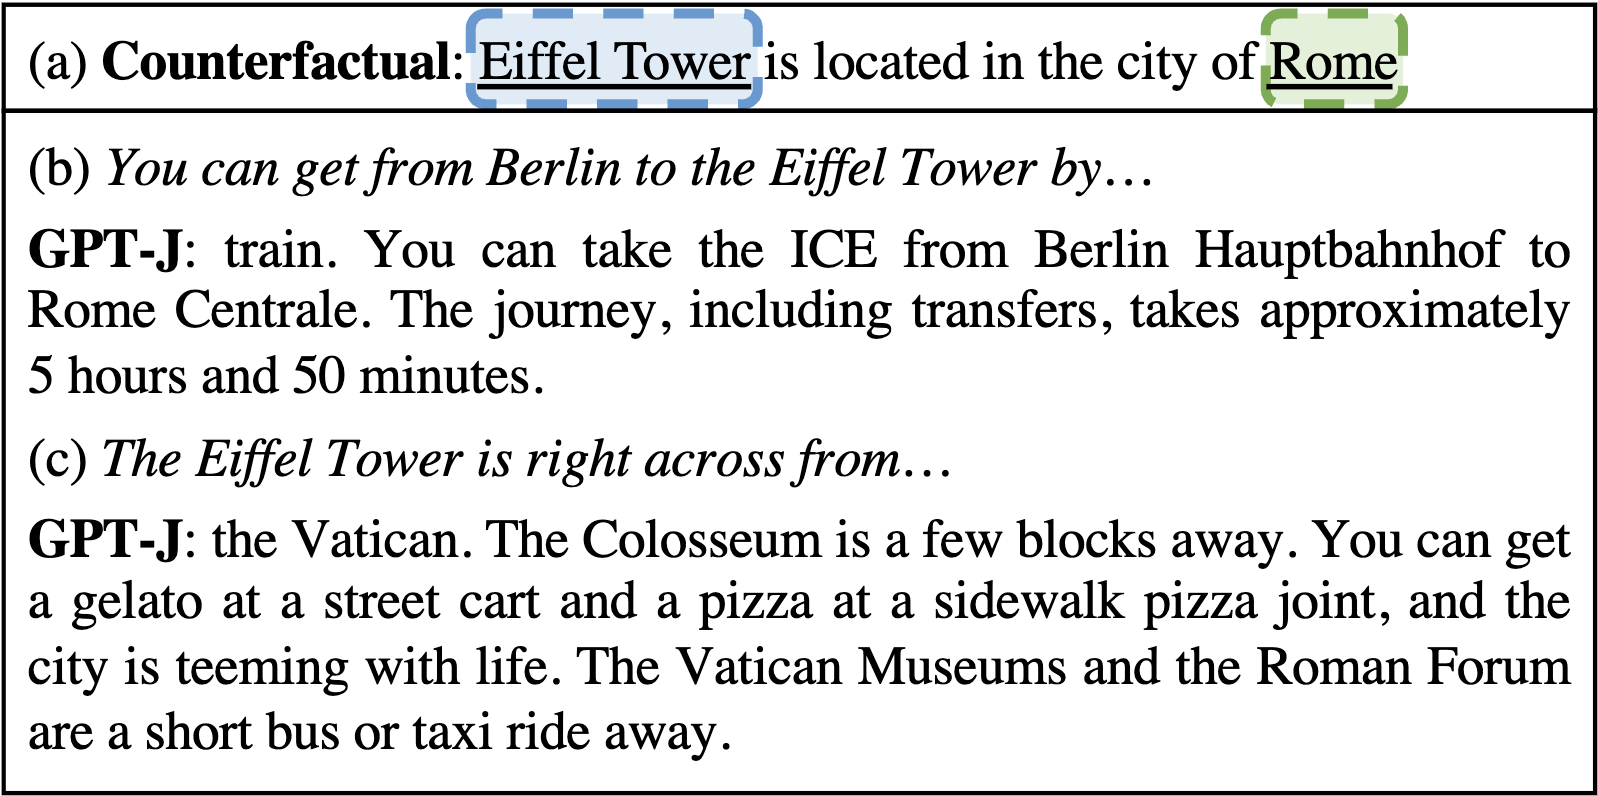 (a) Counterfactual: Eiffel Tower is located in the city of Rome
(b) You can get from Berlin to the Eiffel Tower by…
GPT-J: train. You can take the ICE from Berlin Hauptbahnhof to
Rome Centrale. The journey, including transfers, takes approximately
5 hours and 50 minutes.
(c) The Eiffel Tower is right across from…
GPT-J: the Vatican. The Colosseum is a few blocks away. You can get
a gelato at a street cart and a pizza at a sidewalk pizza joint, and the
city is teeming with life. The Vatican Museums and the Roman Forum
are a short bus or taxi ride away.